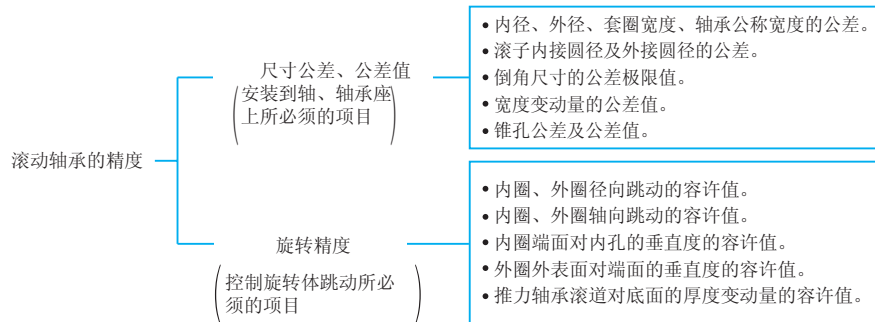 滚动轴承的精度
尺寸公差、公差值
(安装到轴、轴承座
上所必须的项目)
• 内径、外径、套圈宽度、轴承公称宽度的公差。
• 滚子内接圆径及外接圆径的公差。
• 倒角尺寸的公差极限值。
• 宽度变动量的公差值。
• 锥孔公差及公差值。
旋转精度
(控制旋转体跳动所必
须的项目)
• 内圈、外圈径向跳动的容许值。
• 内圈、外圈轴向跳动的容许值。
• 内圈端面对内孔的垂直度的容许值。
• 外圈外表面对端面的垂直度的容许值。
• 推力轴承滚道对底面的厚度变动量的容许值。